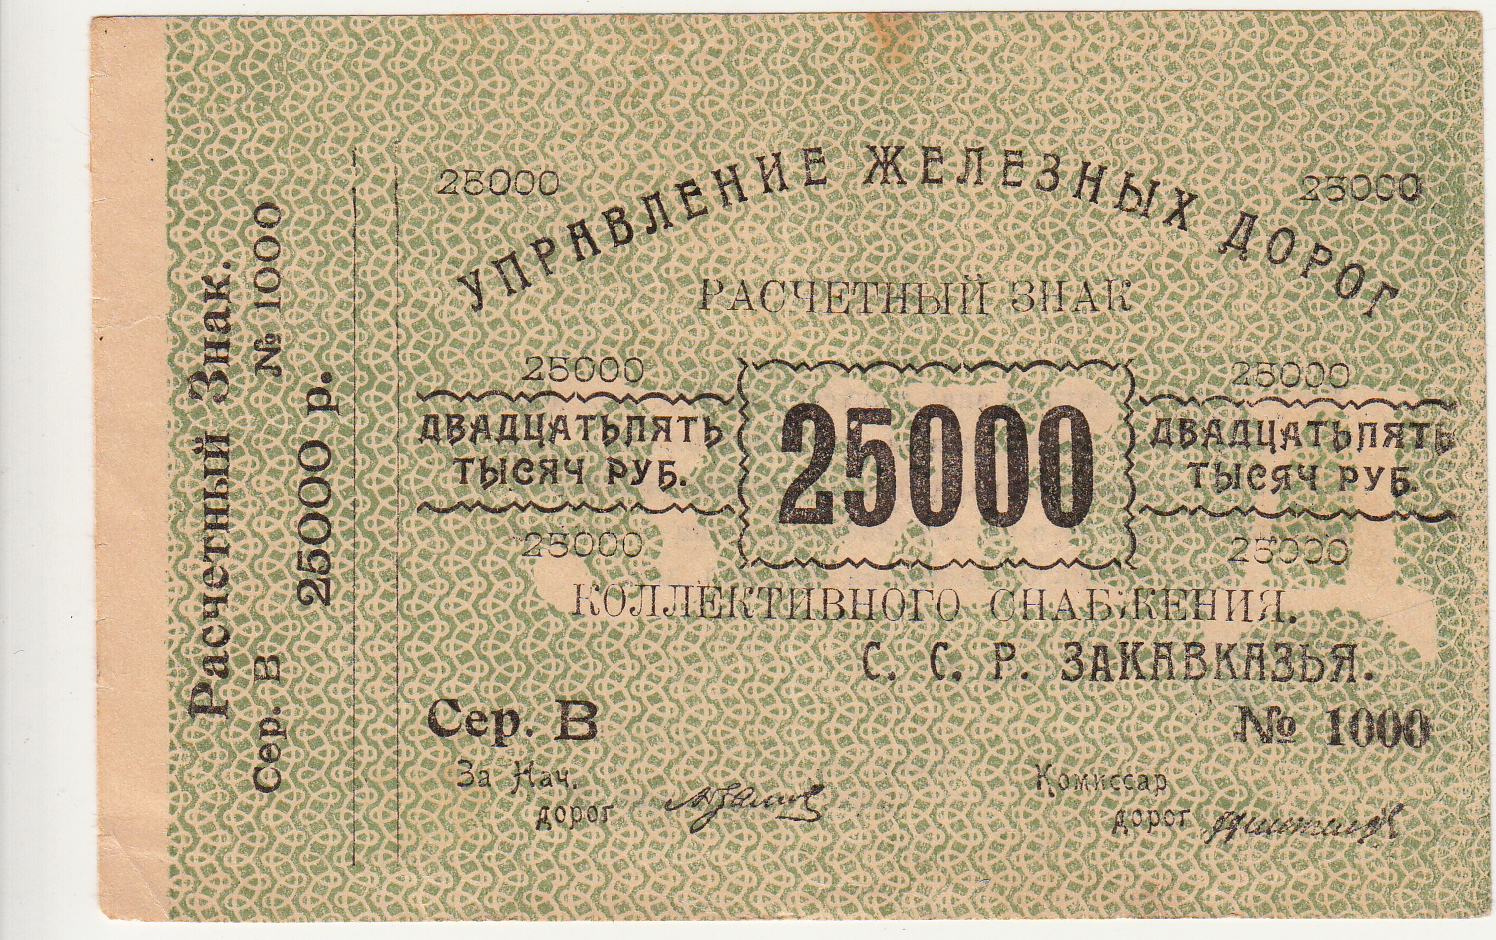 Расчетный Знак.
Сер. В № 1000
25000 р.
25000 25000
УПРАВЛЕНИЕ ЖЕЛЕЗНЫХ ДОРОГ
РАСЧЕТНЫЙ ЗНАК
25000 25000
ДВАДЦАТЬПЯТЬ 25000 ДВАДЦАТЬПЯТЬ
ТЫСЯЧ РУБ. ТЫСЯЧ РУБ.
25000 25000
КОЛЛЕКТИВНОГО СНАБЖЕНИЯ.
С. С. Р. ЗАКАВКАЗЬЯ.
Сер. В № 1000
За Нач. Комиссар
дорог дорог